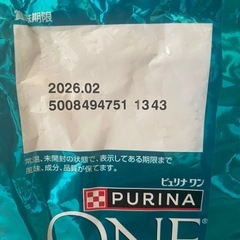 賞味期限
2026.02
5008494751 1343
常温、未開封の状態で、表示してある期限まで
風味、成分、品質が保てます。
ピュリナ ワン
PURINA
ONE®